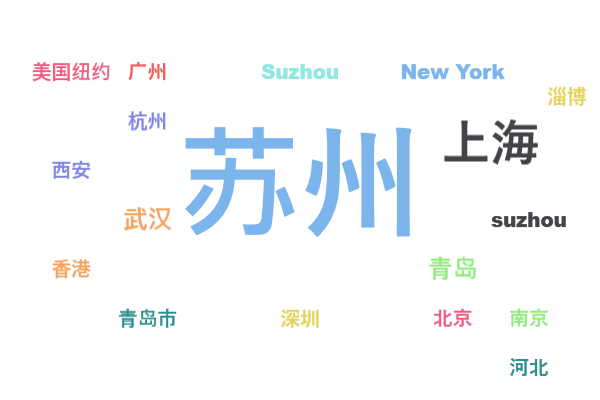 美国纽约
广州
Suzhou
New York
淄博
杭州
苏州
上海
西安
武汉
suzhou
香港
青岛
青岛市
深圳
北京
南京
河北